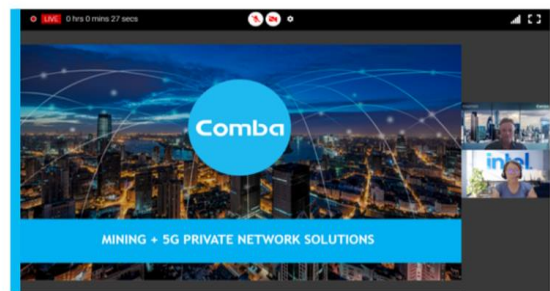 LIVE 0 hrs 0 mins 27 secs
Comba
intel.
MINING + 5G PRIVATE NETWORK SOLUTIONS